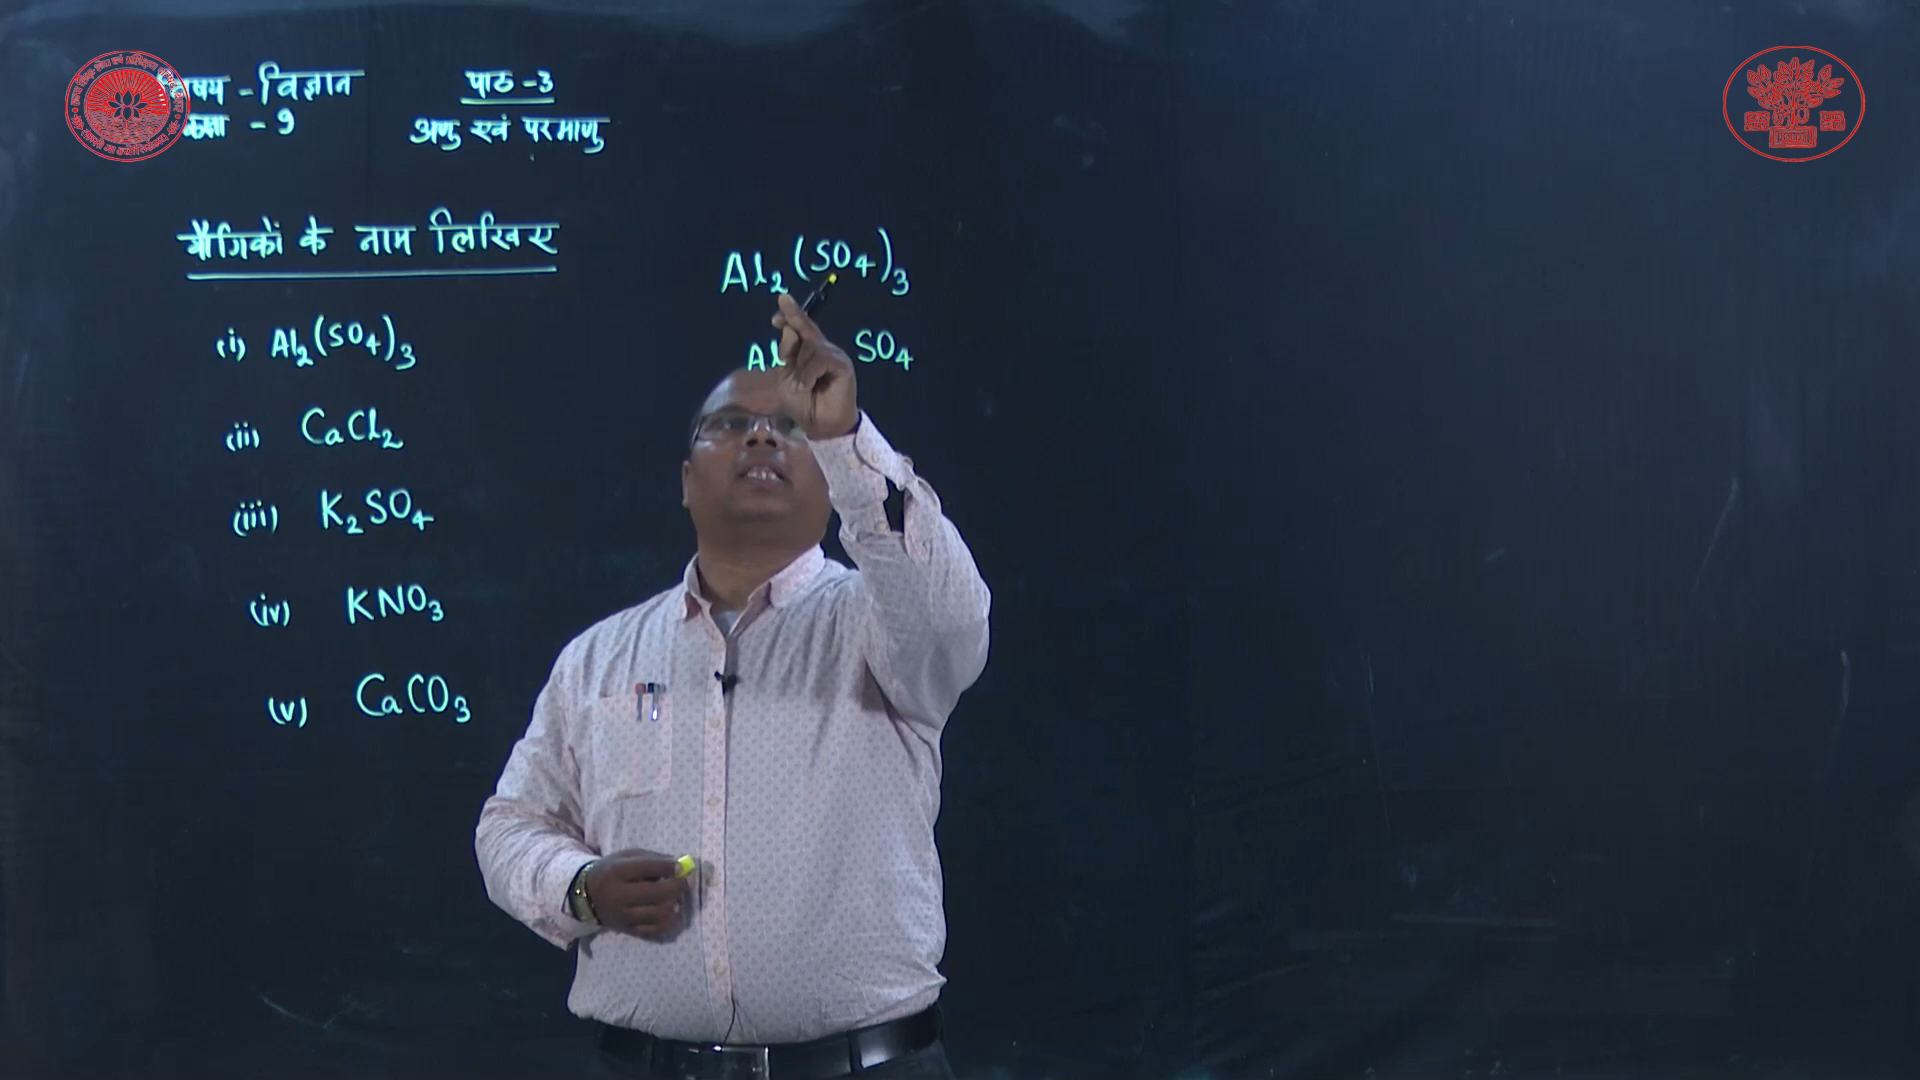 विषय - विज्ञान
कक्षा - 9
पाठ - 3
अणु एवं परमाणु
यौगिकों के नाम लिखिए
(i) Al₂(SO₄)₃
(ii) CaCl₂
(iii) K₂SO₄
(iv) KNO₃
(v) CaCO₃
Al₂(SO₄)₃
Al SO₄